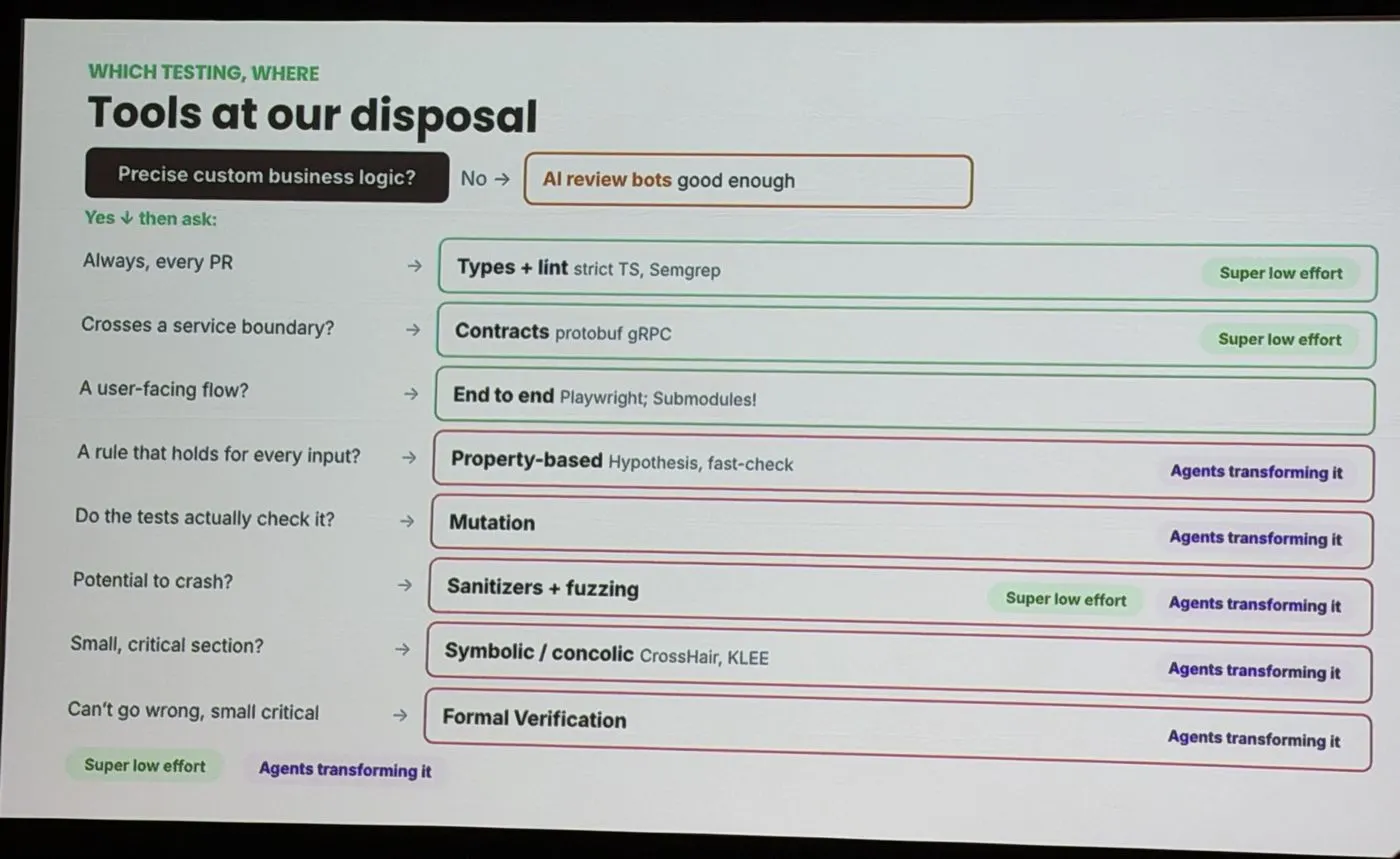 WHICH TESTING, WHERE
Tools at our disposal
Precise custom business logic? No → AI review bots good enough
Yes ↓ then ask:
Always, every PR → Types + lint strict TS, Semgrep Super low effort
Crosses a service boundary? → Contracts protobuf gRPC Super low effort
A user-facing flow? → End to end Playwright; Submodules!
A rule that holds for every input? → Property-based Hypothesis, fast-check Agents transforming it
Do the tests actually check it? → Mutation Agents transforming it
Potential to crash? → Sanitizers + fuzzing Super low effort Agents transforming it
Small, critical section? → Symbolic / concolic CrossHair, KLEE Agents transforming it
Can't go wrong, small critical → Formal Verification Agents transforming it
Super low effort Agents transforming it